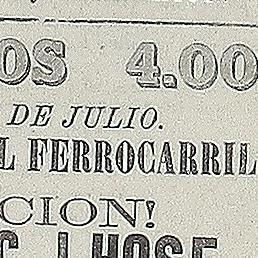 OS 4.00
DE JULIO.
L FERROCARRIL
CION!